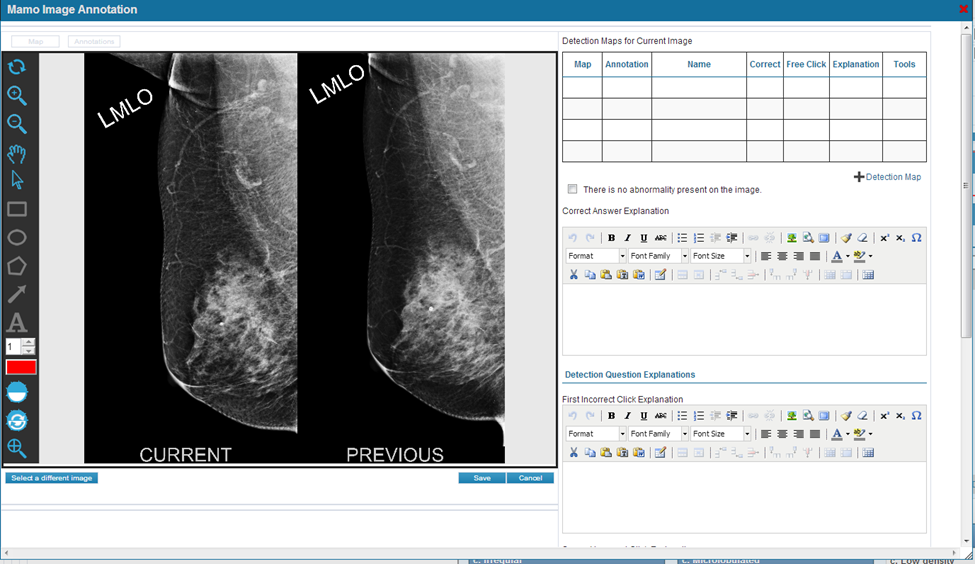 Mamo Image Annotation
Map Annotations
LMLO LMLO
CURRENT PREVIOUS
A
1
Select a different image Save Cancel
Detection Maps for Current Image
Map Annotation Name Correct Free Click Explanation Tools
Detection Map
There is no abnormality present on the image.
Correct Answer Explanation
B I U ABC
Format Font Family Font Size
Detection Question Explanations
First Incorrect Click Explanation
B I U ABC
Format Font Family Font Size
c. Irregular c. Microlobulated c. Low density